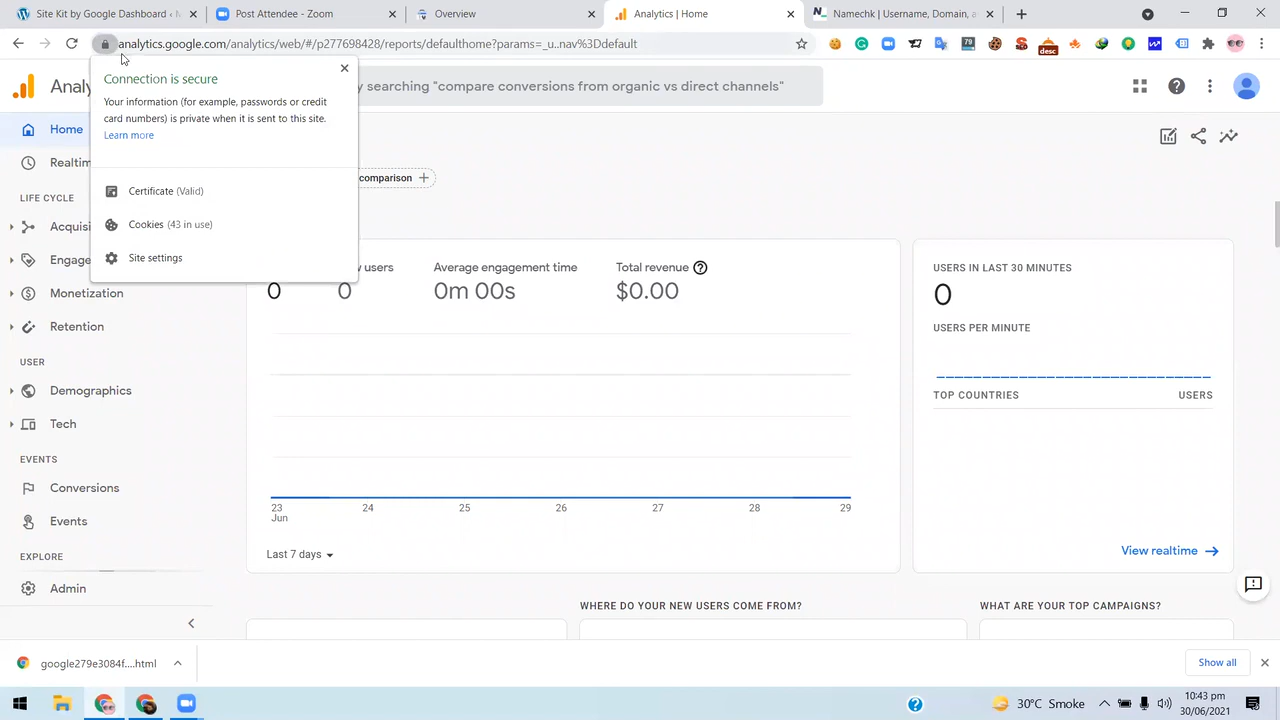 Site Kit by Google Dashboard ‹ N
Post Attendee - Zoom
Overview
Analytics | Home
Namechk | Username, Domain, a
analytics.google.com/analytics/web/#/p277698428/reports/defaulthome?params=_u..nav%3Ddefault
79
desc
Connection is secure
Your information (for example, passwords or credit
card numbers) is private when it is sent to this site.
Learn more
Certificate (Valid)
Cookies (43 in use)
Site settings
Analy
y searching "compare conversions from organic vs direct channels"
Home
Realtim
LIFE CYCLE
Acquisi
Engage
Monetization
Retention
USER
Demographics
Tech
EVENTS
Conversions
Events
EXPLORE
Admin
comparison
w users
Average engagement time
Total revenue
0
0
0m 00s
$0.00
23
Jun
24
25
26
27
28
29
Last 7 days
USERS IN LAST 30 MINUTES
0
USERS PER MINUTE
TOP COUNTRIES
USERS
View realtime
WHERE DO YOUR NEW USERS COME FROM?
WHAT ARE YOUR TOP CAMPAIGNS?
google279e3084f....html
Show all
30°C Smoke
10:43 pm
30/06/2021